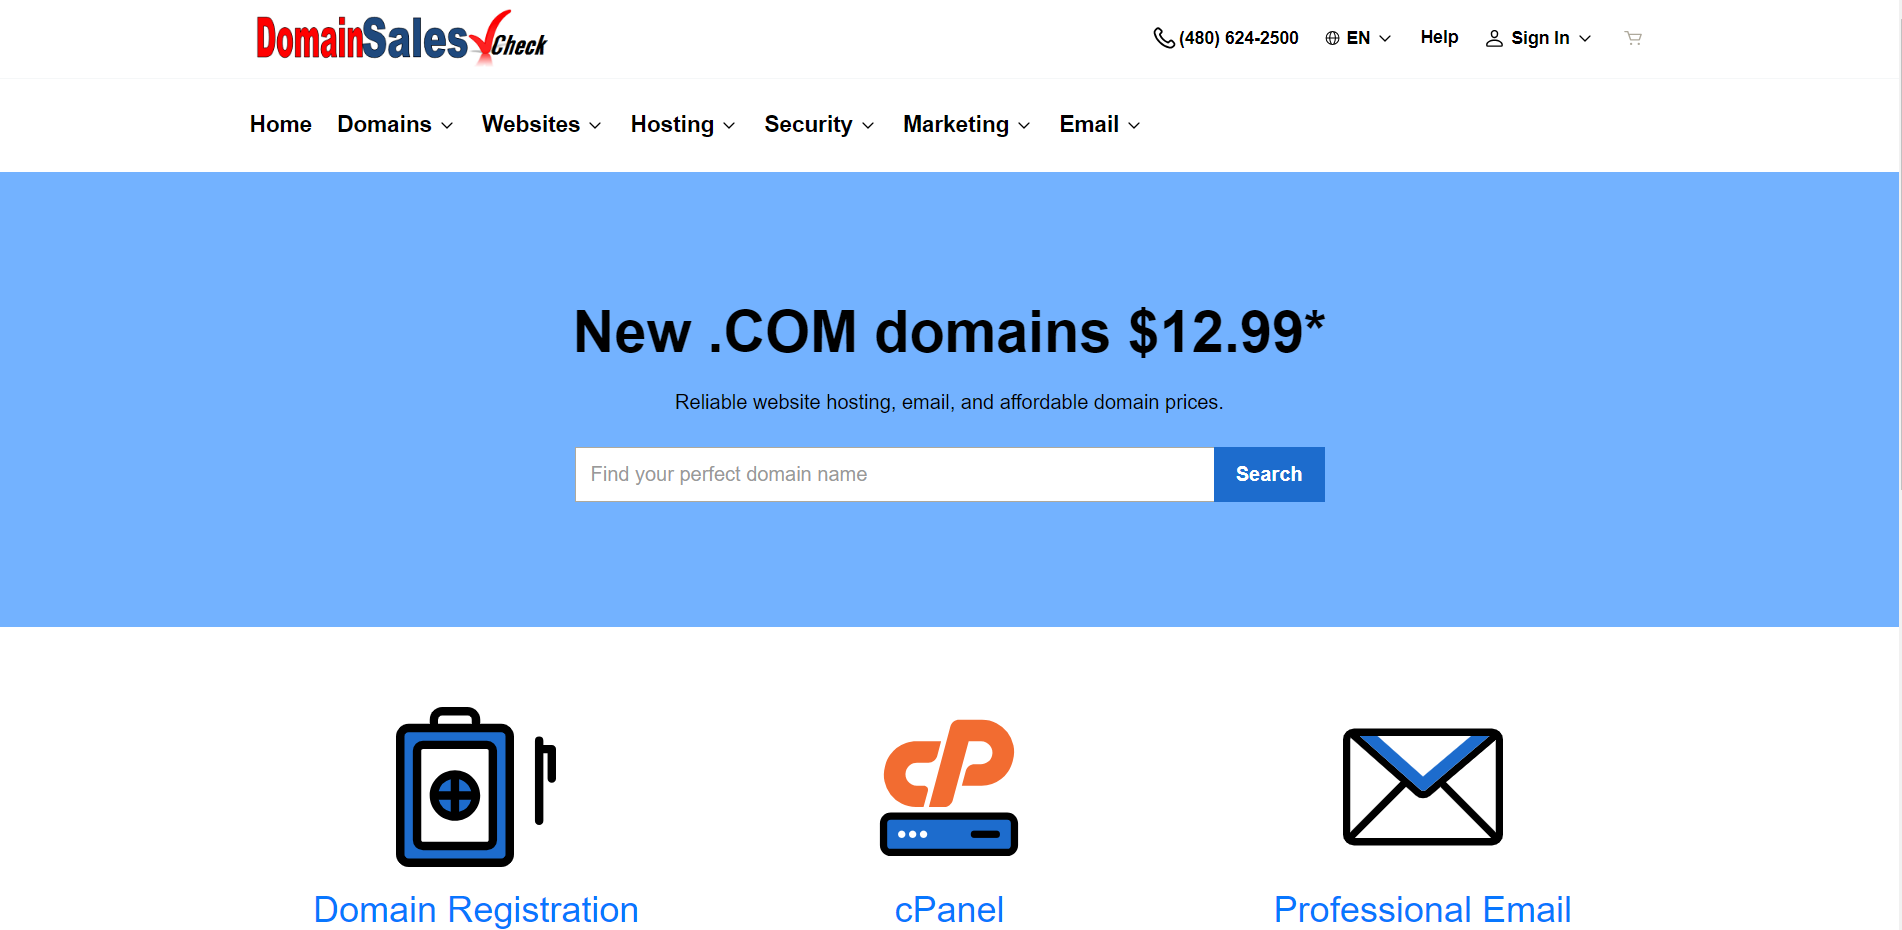 DomainSales Check
(480) 624-2500 EN Help Sign In
Home Domains Websites Hosting Security Marketing Email
New .COM domains $12.99*
Reliable website hosting, email, and affordable domain prices.
Find your perfect domain name Search
cP
Domain Registration cPanel Professional Email